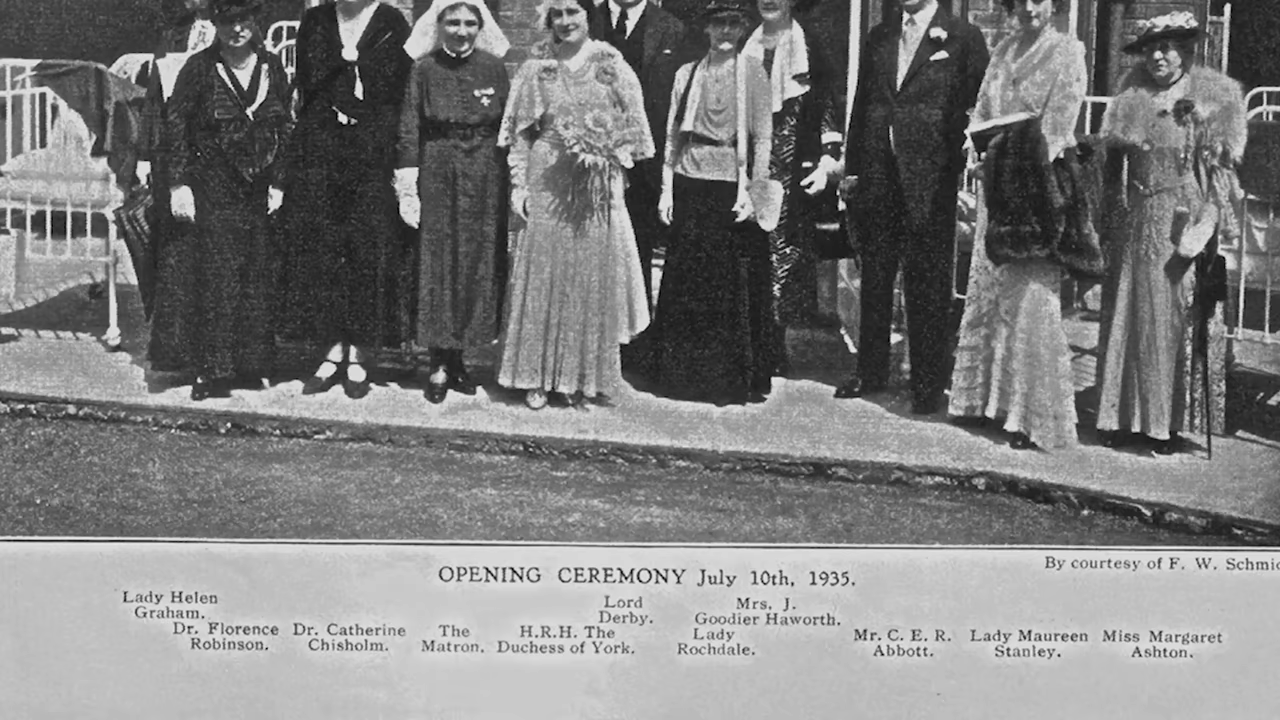 By courtesy of F. W. Schmid
OPENING CEREMONY July 10th, 1935.
Lady Helen
Graham.
Lord
Derby.
Mrs. J.
Goodier Haworth.
Dr. Florence
Robinson.
Dr. Catherine
Chisholm.
The
Matron.
H.R.H. The
Duchess of York.
Lady
Rochdale.
Mr. C. E. R.
Abbott.
Lady Maureen
Stanley.
Miss Margaret
Ashton.